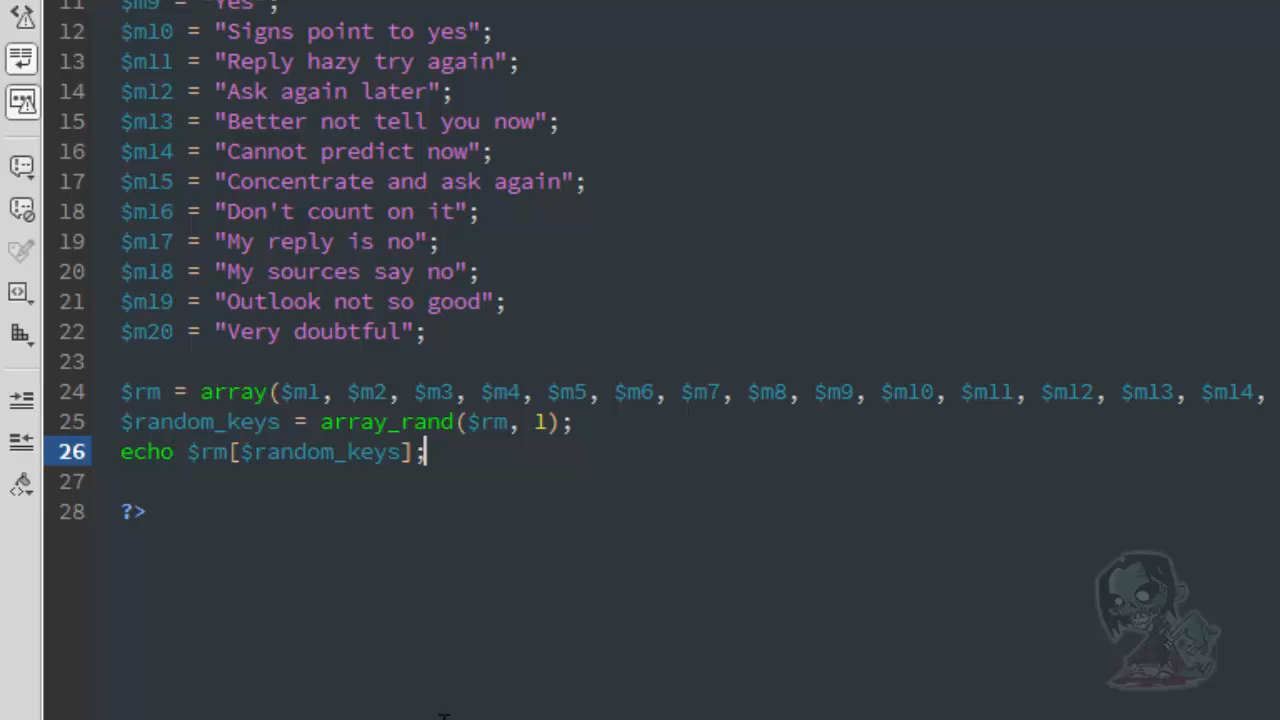 11 $m9 = "Yes";
12 $m10 = "Signs point to yes";
13 $m11 = "Reply hazy try again";
14 $m12 = "Ask again later";
15 $m13 = "Better not tell you now";
16 $m14 = "Cannot predict now";
17 $m15 = "Concentrate and ask again";
18 $m16 = "Don't count on it";
19 $m17 = "My reply is no";
20 $m18 = "My sources say no";
21 $m19 = "Outlook not so good";
22 $m20 = "Very doubtful";
23
24 $rm = array($m1, $m2, $m3, $m4, $m5, $m6, $m7, $m8, $m9, $m10, $m11, $m12, $m13, $m14,
25 $random_keys = array_rand($rm, 1);
26 echo $rm[$random_keys];
27
28 ?>